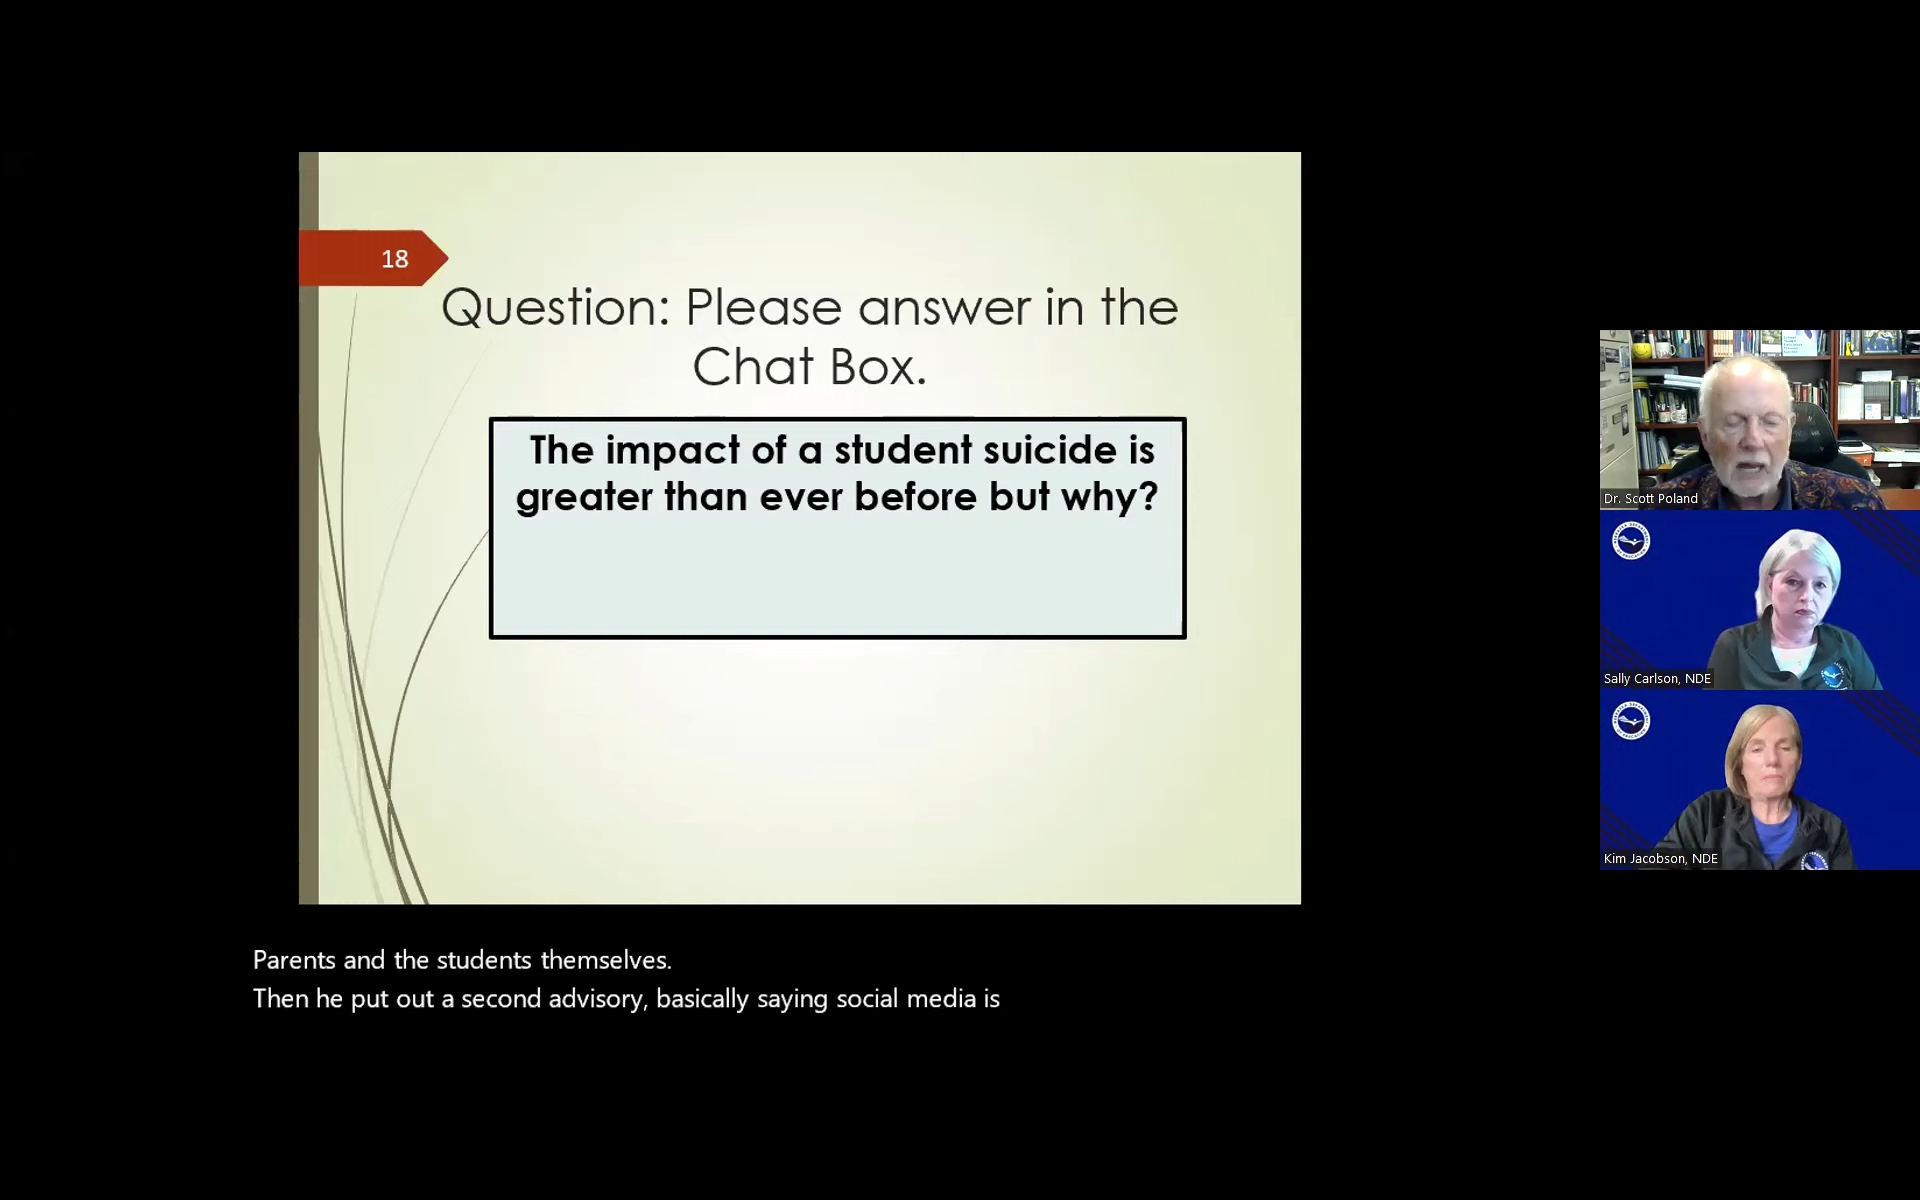 18
Question: Please answer in the
Chat Box.
The impact of a student suicide is
greater than ever before but why?
Dr. Scott Poland
Sally Carlson, NDE
Kim Jacobson, NDE
Parents and the students themselves.
Then he put out a second advisory, basically saying social media is